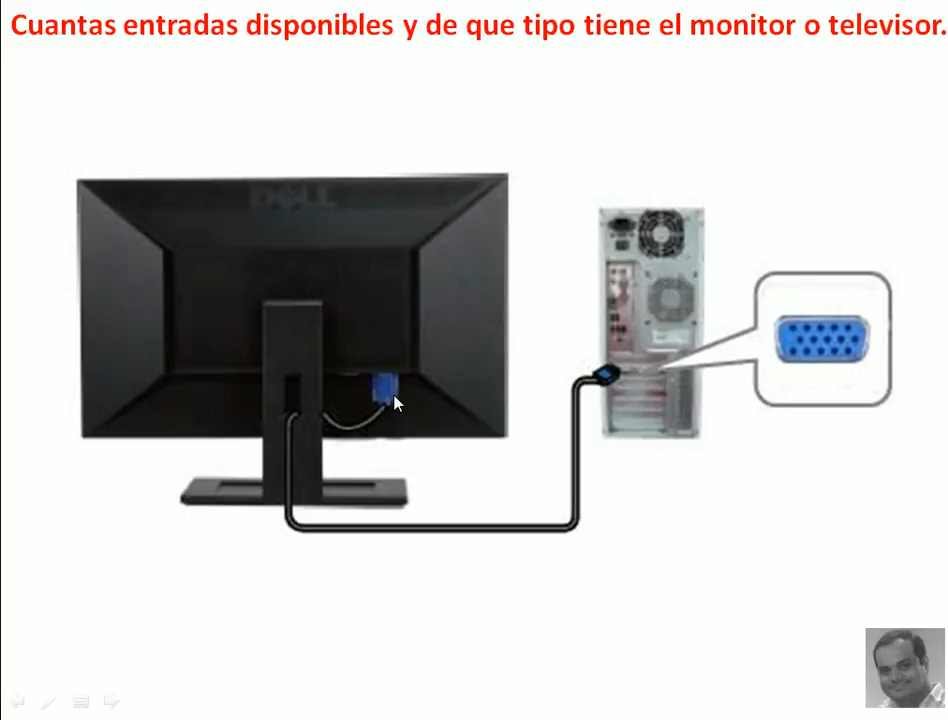 Cuantas entradas disponibles y de que tipo tiene el monitor o televisor.
DELL